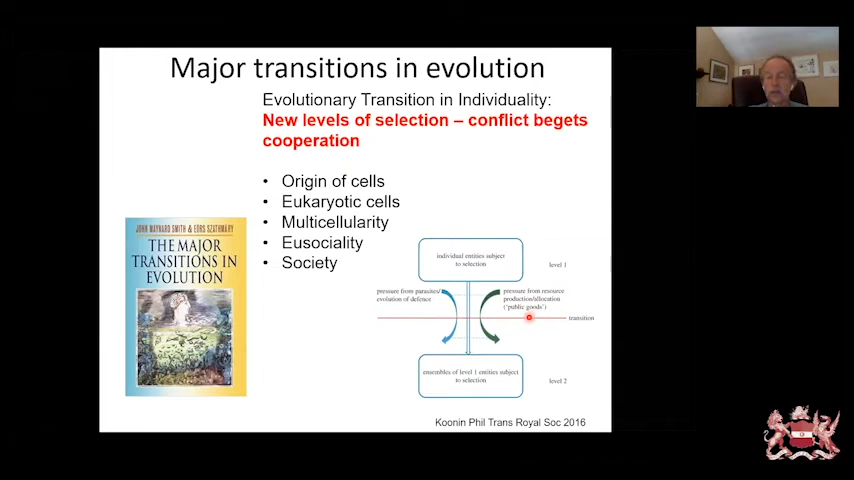 Major transitions in evolution
Evolutionary Transition in Individuality:
New levels of selection – conflict begets
cooperation
• Origin of cells
• Eukaryotic cells
• Multicellularity
• Eusociality
• Society
JOHN MAYNARD SMITH & EÖRS SZATHMÁRY
THE MAJOR
TRANSITIONS IN
EVOLUTION
individual entities subject
to selection
level 1
pressure from parasites/
evolution of defence
pressure from resource
production/allocation
('public goods')
transition
ensembles of level 1 entities subject
to selection
level 2
Koonin Phil Trans Royal Soc 2016